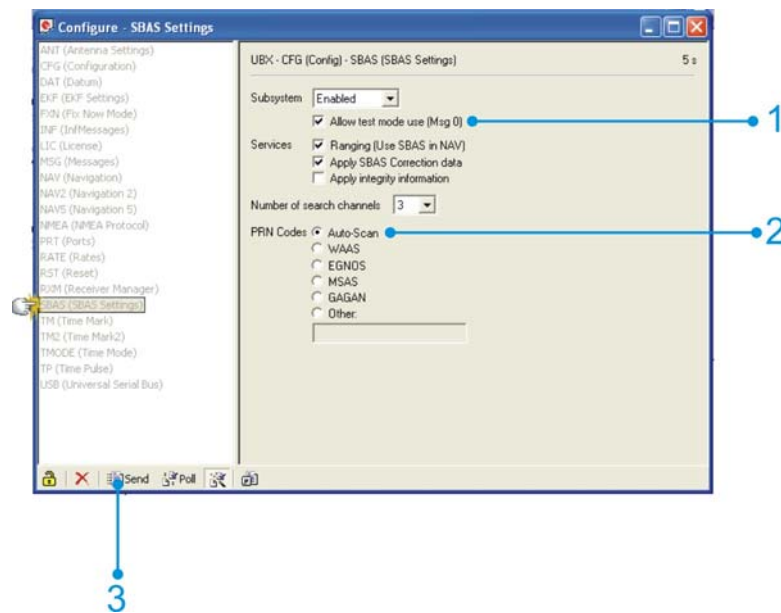 Configure - SBAS Settings
ANT (Antenna Settings)
CFG (Configuration)
DAT (Datum)
EKF (EKF Settings)
FXN (Fix Now Mode)
INF (Inf Messages)
LIC (License)
MSG (Messages)
NAV (Navigation)
NAV2 (Navigation 2)
NAV5 (Navigation 5)
NMEA (NMEA Protocol)
PRT (Ports)
RATE (Rates)
RST (Reset)
RXM (Receiver Manager)
SBAS (SBAS Settings)
TM (Time Mark)
TM2 (Time Mark2)
TMODE (Time Mode)
TP (Time Pulse)
USB (Universal Serial Bus)
UBX - CFG (Config) - SBAS (SBAS Settings) 5 s
Subsystem Enabled
Allow test mode use (Msg 0) 1
Services Ranging (Use SBAS in NAV)
Apply SBAS Correction data
Apply integrity information
Number of search channels 3
PRN Codes Auto-Scan 2
WAAS
EGNOS
MSAS
GAGAN
Other:
Send Poll
3